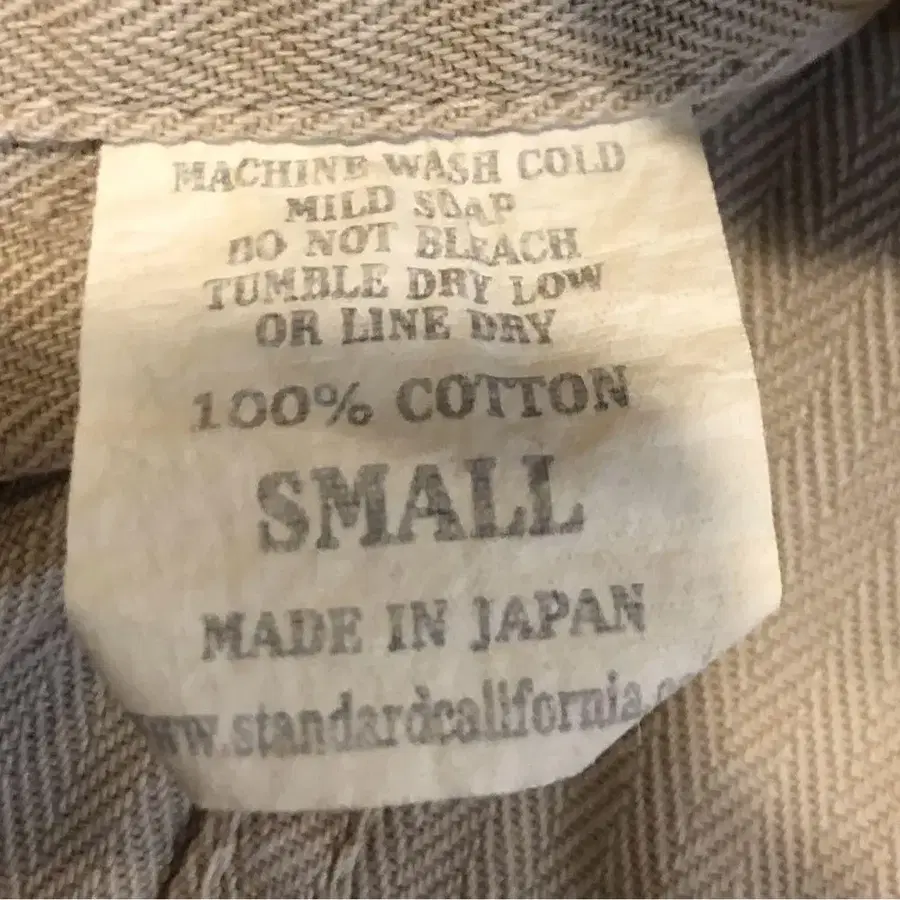 MACHINE WASH COLD
MILD SOAP
DO NOT BLEACH
TUMBLE DRY LOW
OR LINE DRY
100% COTTON
SMALL
MADE IN JAPAN
www.standardcalifornia.c